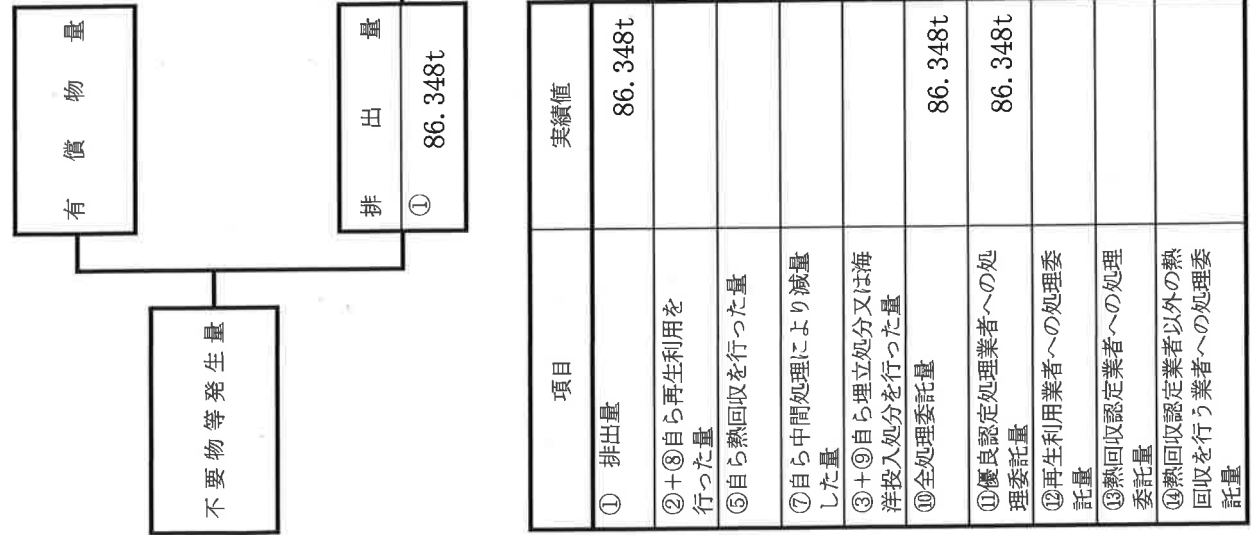 有償物量
不要物等発生量
排出量
① 86.348t
項目 実績値
① 排出量 86.348t
②+⑧自ら再生利用を
行った量
⑤自ら熱回収を行った量
⑦自ら中間処理により減量
した量
③+⑨自ら埋立処分又は海
洋投入処分を行った量
⑩全処理委託量 86.348t
⑪優良認定処理業者への処
理委託量 86.348t
⑫再生利用業者への処理委
託量
⑬熱回収認定業者への処理
委託量
⑭熱回収認定業者以外の熱
回収を行う業者への処理委
託量